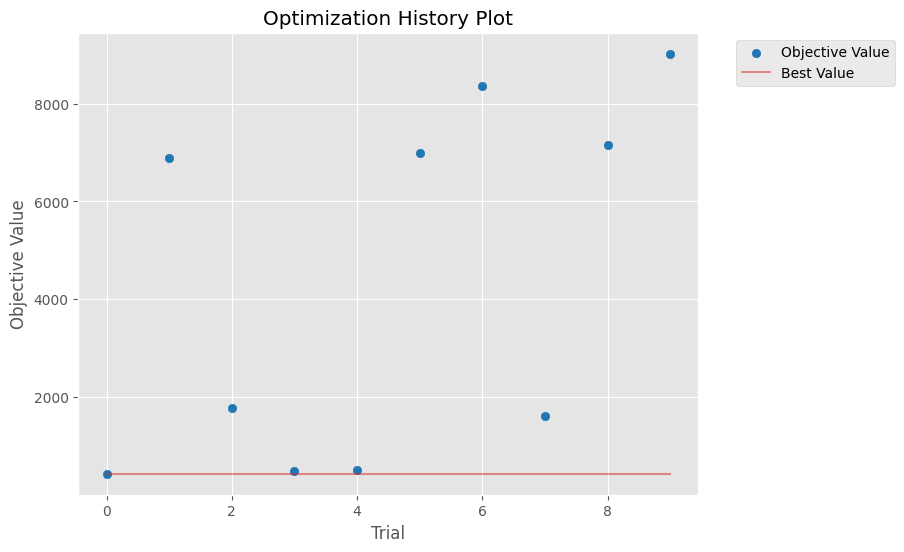 Optimization History Plot
Objective Value
Best Value
8000
6000
4000
2000
Objective Value
0 2 4 6 8
Trial